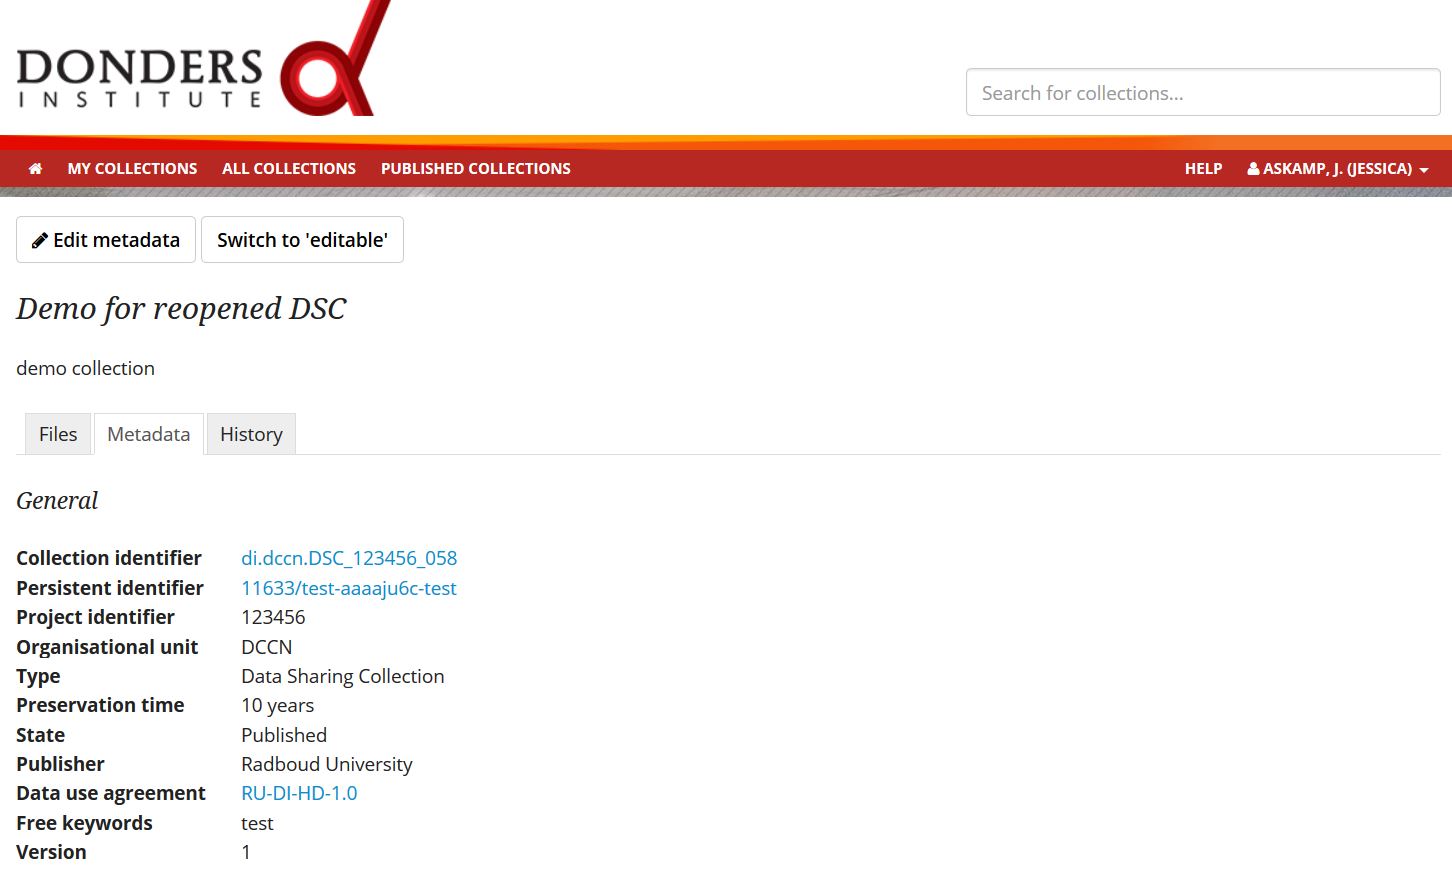 DONDERS
INSTITUTE
Search for collections...
MY COLLECTIONS ALL COLLECTIONS PUBLISHED COLLECTIONS HELP ASKAMP, J. (JESSICA)
Edit metadata Switch to 'editable'
Demo for reopened DSC
demo collection
Files Metadata History
General
Collection identifier di.dccn.DSC_123456_058
Persistent identifier 11633/test-aaaaju6c-test
Project identifier 123456
Organisational unit DCCN
Type Data Sharing Collection
Preservation time 10 years
State Published
Publisher Radboud University
Data use agreement RU-DI-HD-1.0
Free keywords test
Version 1